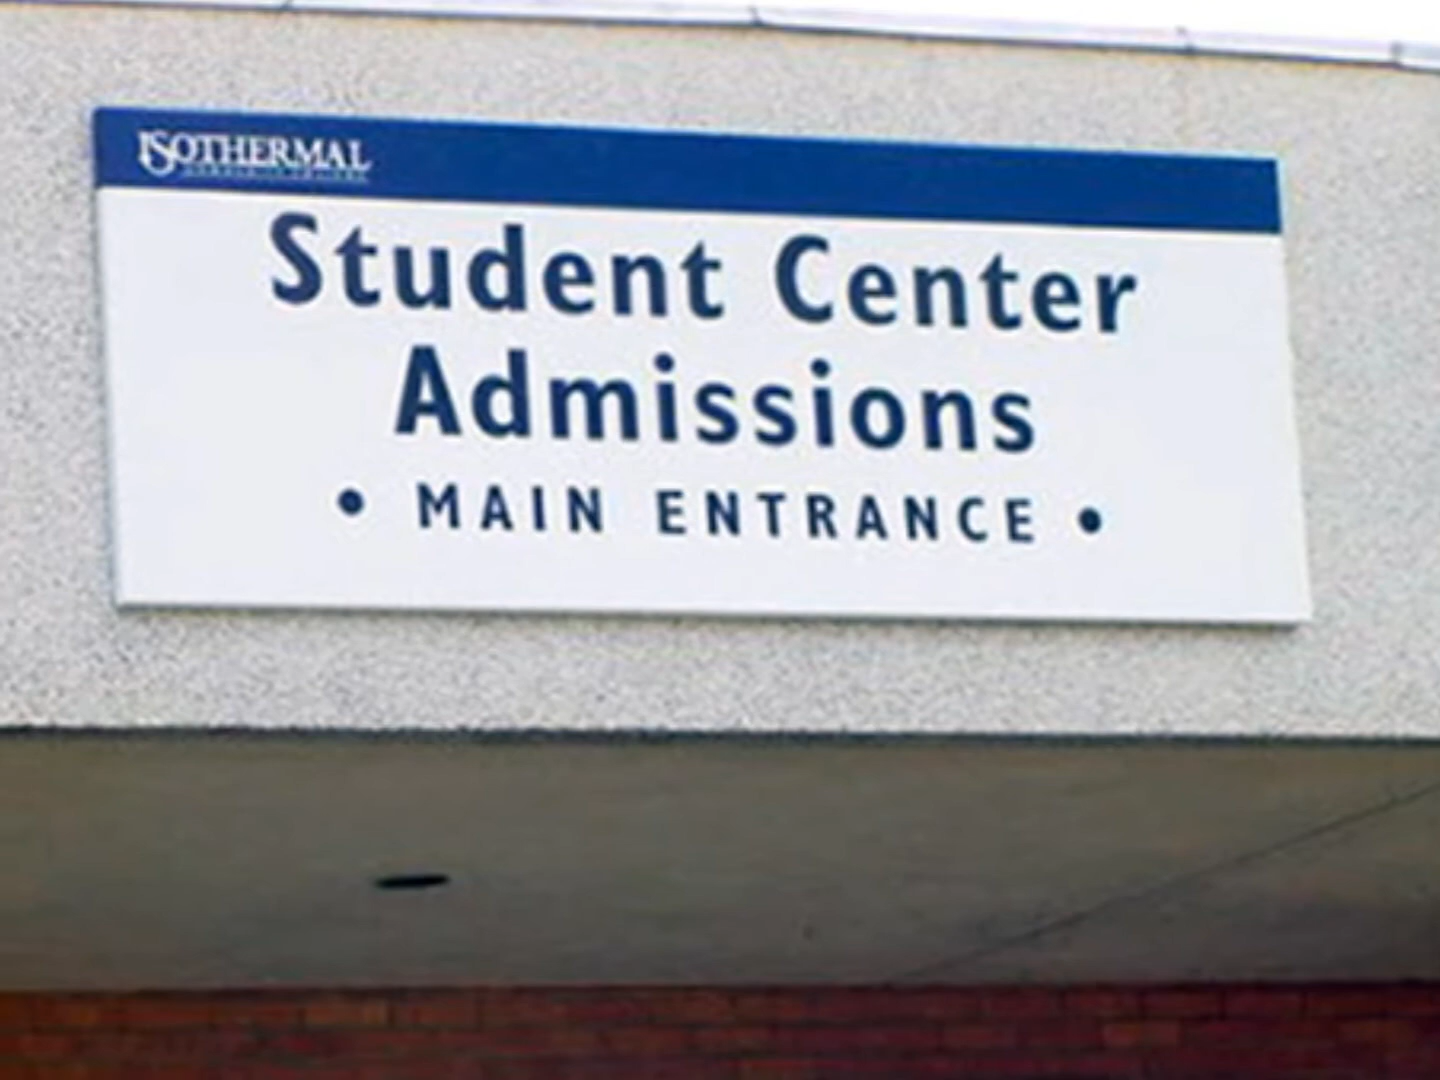 ISOTHERMAL
Student Center
Admissions
• MAIN ENTRANCE •